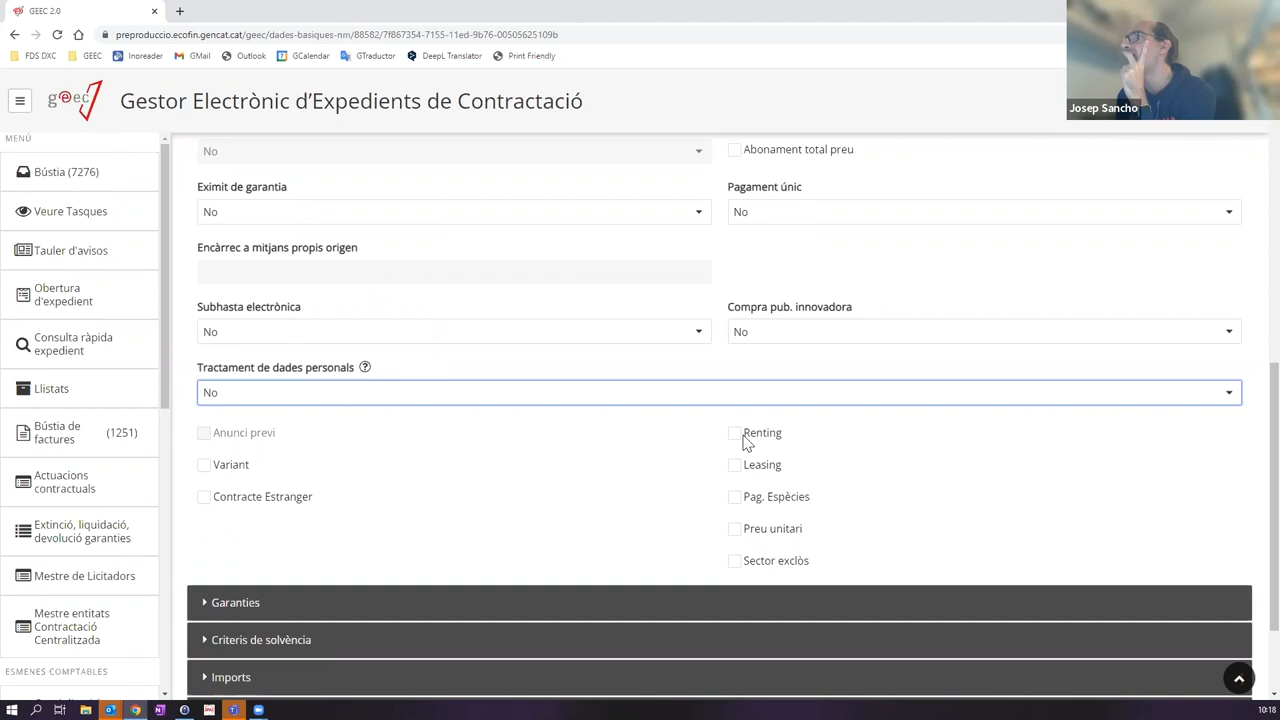 GEEC 2.0
preproduccio.ecofin.gencat.cat/geec/dades-basiques-nm/88582/7f867354-7155-11ed-9b76-00505625109b
FDS DXC GEEC Inoreader GMail Outlook GCalendar GTraductor DeepL Translator Print Friendly
geec Gestor Electrònic d'Expedients de Contractació
Josep Sancho
MENÚ
Bústia (7276)
Veure Tasques
Tauler d'avisos
Obertura
d'expedient
Consulta ràpida
expedient
Llistats
Bústia de
factures (1251)
Actuacions
contractuals
Extinció, liquidació,
devolució garanties
Mestre de Licitadors
Mestre entitats
Contractació
Centralitzada
ESMENES COMPTABLES
No Abonament total preu
Eximit de garantia Pagament únic
No No
Encàrrec a mitjans propis origen
Subhasta electrònica Compra pub. innovadora
No No
Tractament de dades personals ?
No
Anunci previ Renting
Variant Leasing
Contracte Estranger Pag. Espècies
Preu unitari
Sector exclòs
Garanties
Criteris de solvència
Imports
10:18